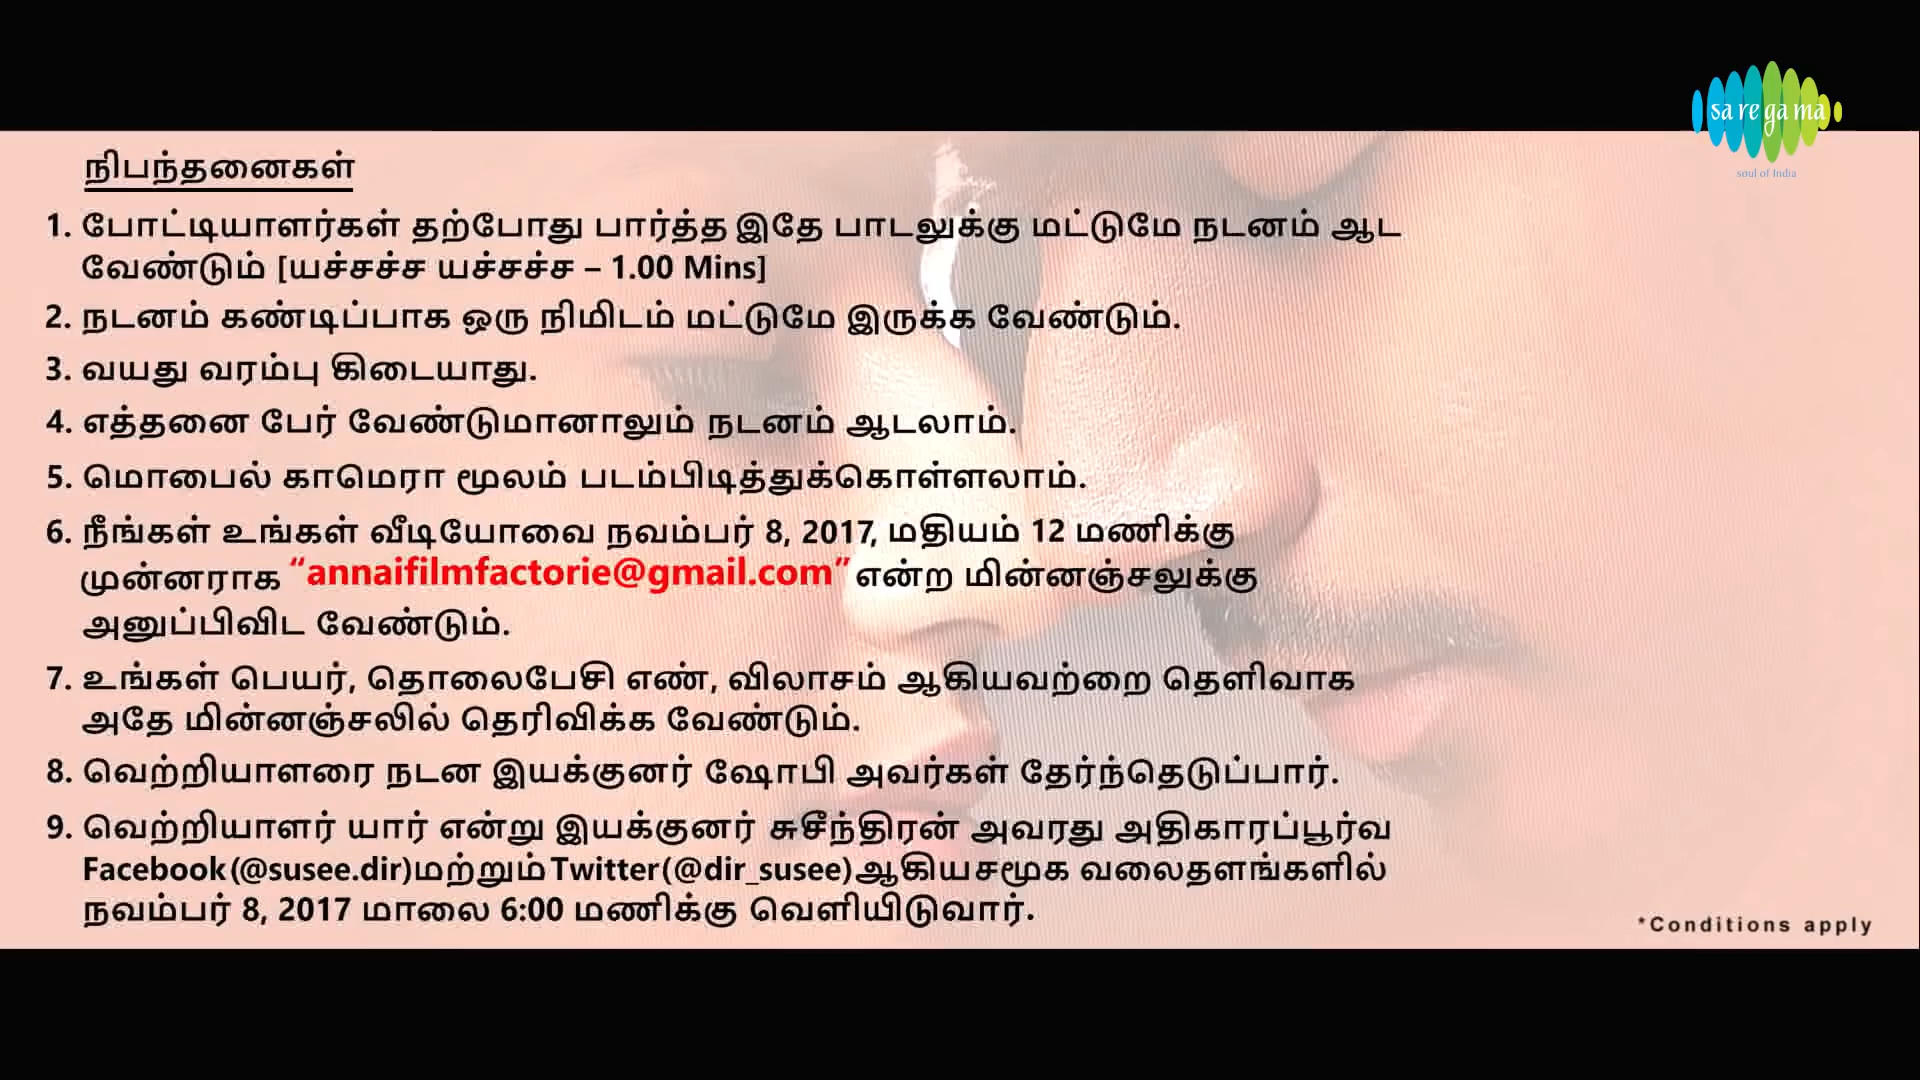 sa re ga ma
soul of India
நிபந்தனைகள்
1. போட்டியாளர்கள் தற்போது பார்த்த இதே பாடலுக்கு மட்டுமே நடனம் ஆட
வேண்டும் [யச்சச்ச யச்சச்ச – 1.00 Mins]
2. நடனம் கண்டிப்பாக ஒரு நிமிடம் மட்டுமே இருக்க வேண்டும்.
3. வயது வரம்பு கிடையாது.
4. எத்தனை பேர் வேண்டுமானாலும் நடனம் ஆடலாம்.
5. மொபைல் காமெரா மூலம் படம்பிடித்துக்கொள்ளலாம்.
6. நீங்கள் உங்கள் வீடியோவை நவம்பர் 8, 2017, மதியம் 12 மணிக்கு
முன்னராக “annaifilmfactorie@gmail.com” என்ற மின்னஞ்சலுக்கு
அனுப்பிவிட வேண்டும்.
7. உங்கள் பெயர், தொலைபேசி எண், விலாசம் ஆகியவற்றை தெளிவாக
அதே மின்னஞ்சலில் தெரிவிக்க வேண்டும்.
8. வெற்றியாளரை நடன இயக்குனர் ஷோபி அவர்கள் தேர்ந்தெடுப்பார்.
9. வெற்றியாளர் யார் என்று இயக்குனர் சுசீந்திரன் அவரது அதிகாரப்பூர்வ
Facebook (@susee.dir) மற்றும் Twitter (@dir_susee) ஆகிய சமூக வலைதளங்களில்
நவம்பர் 8, 2017 மாலை 6:00 மணிக்கு வெளியிடுவார்.
*Conditions apply